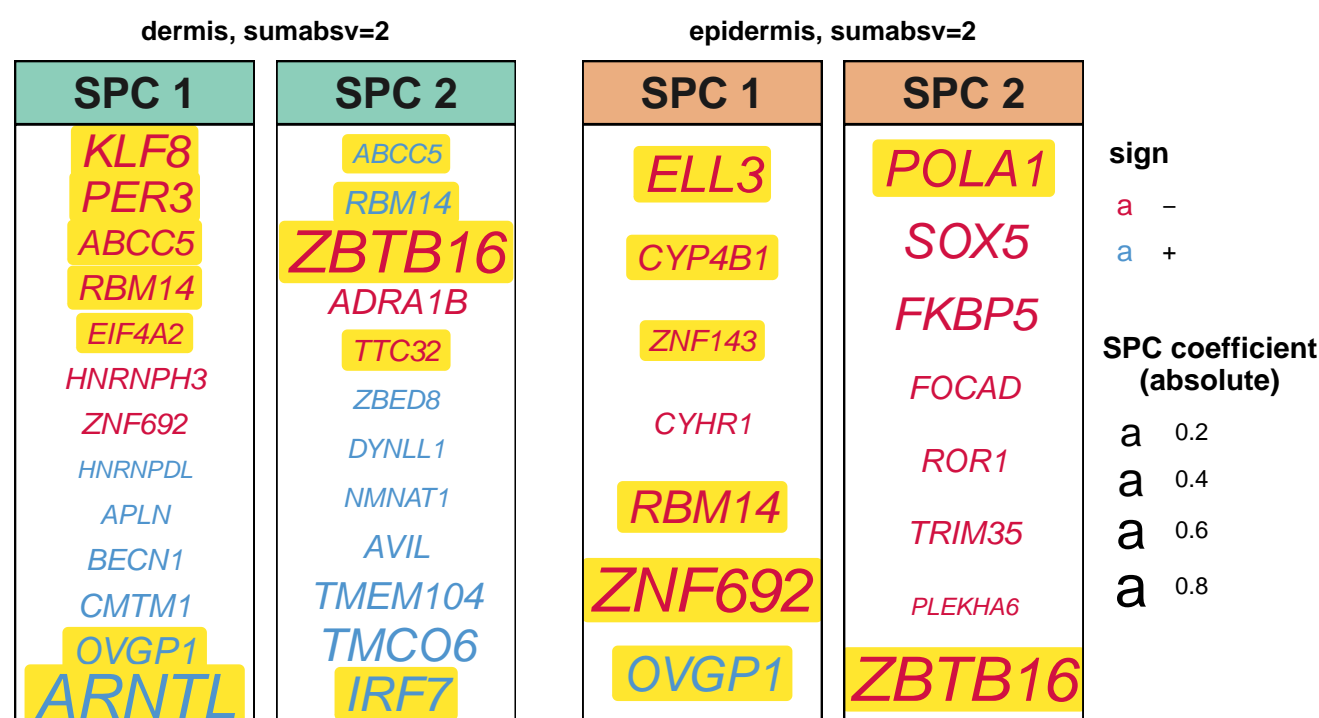 dermis, sumabsv=2
SPC 1
KLF8
PER3
ABCC5
RBM14
EIF4A2
HNRNPH3
ZNF692
HNRNPDL
APLN
BECN1
CMTM1
OVGP1
ARNTL
SPC 2
ABCC5
RBM14
ZBTB16
ADRA1B
TTC32
ZBED8
DYNLL1
NMNAT1
AVIL
TMEM104
TMCO6
IRF7
epidermis, sumabsv=2
SPC 1
ELL3
CYP4B1
ZNF143
CYHR1
RBM14
ZNF692
OVGP1
SPC 2
POLA1
SOX5
FKBP5
FOCAD
ROR1
TRIM35
PLEKHA6
ZBTB16
sign
a −
a +
SPC coefficient
(absolute)
a 0.2
a 0.4
a 0.6
a 0.8